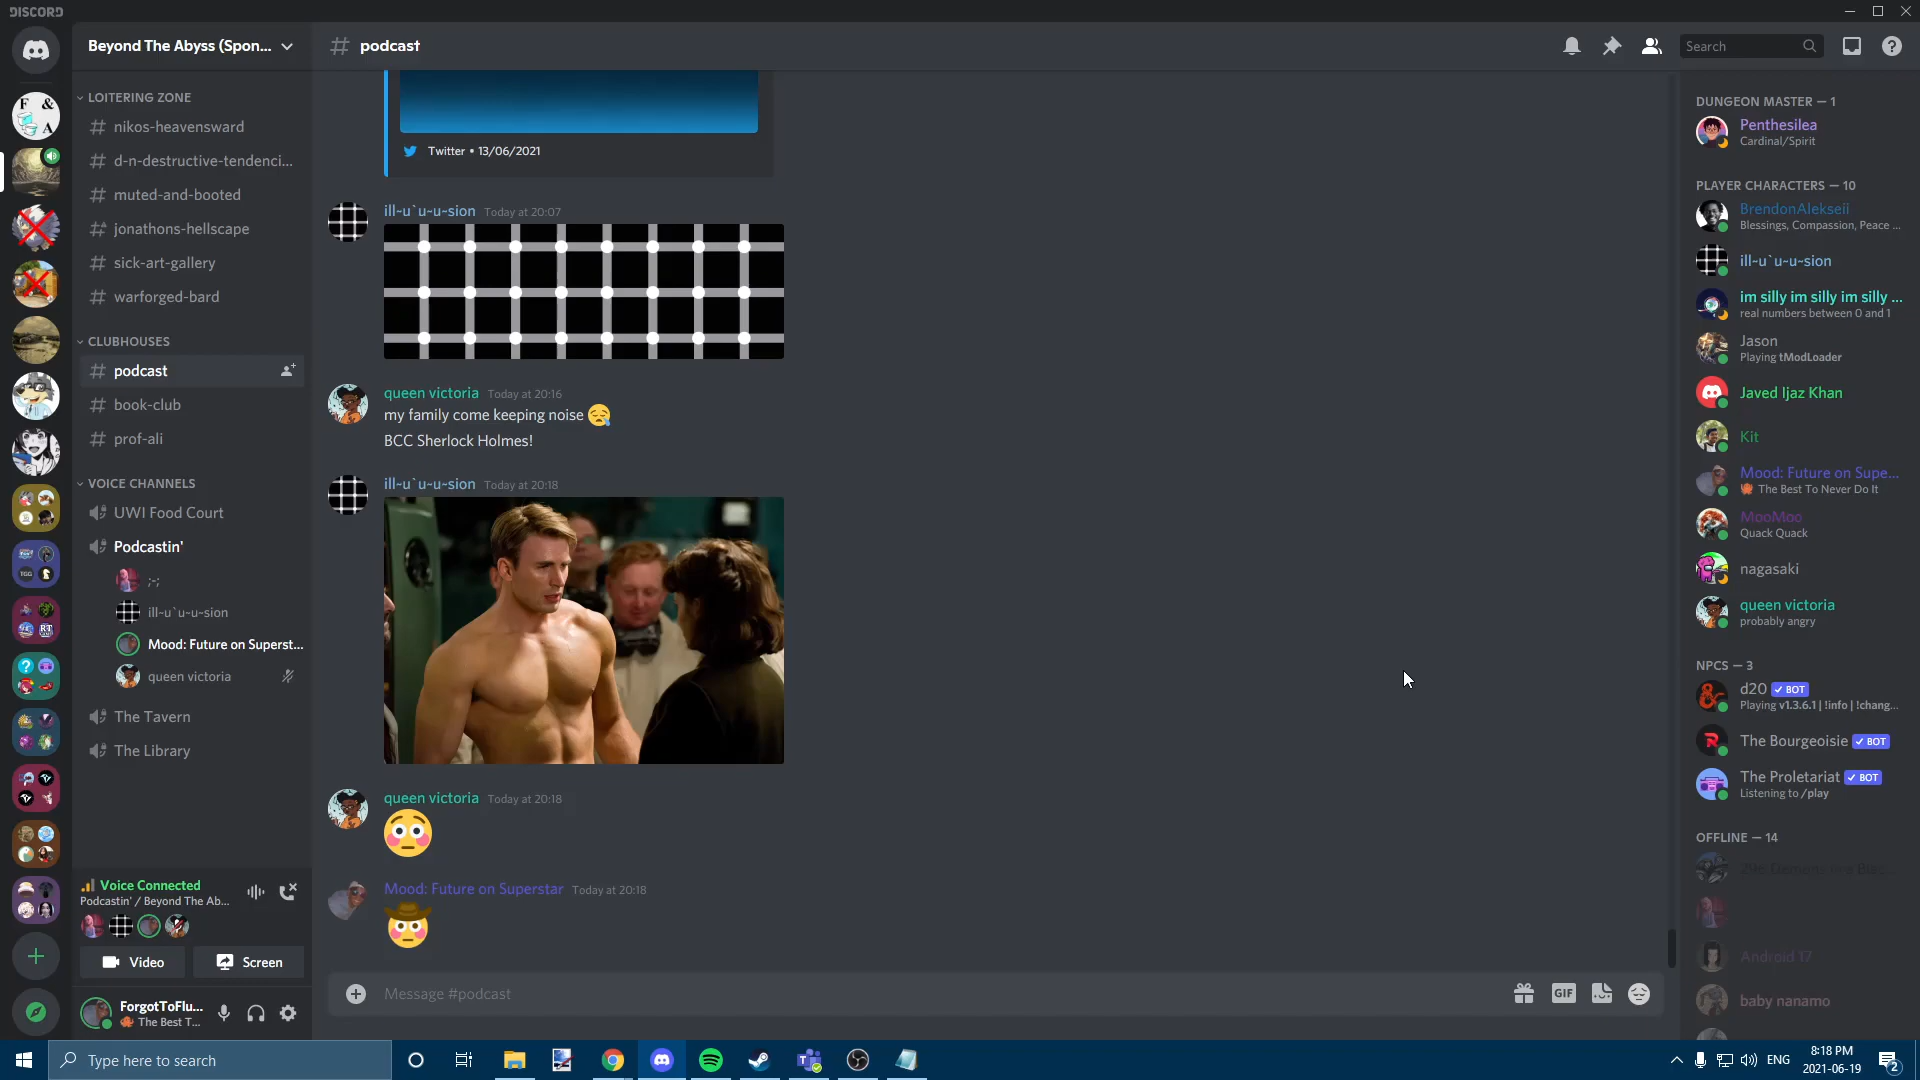 DISCORD
Beyond The Abyss (Spon...
podcast
Search
LOITERING ZONE
nikos-heavensward
d-n-destructive-tendenci...
muted-and-booted
jonathons-hellscape
sick-art-gallery
warforged-bard
CLUBHOUSES
podcast
book-club
prof-ali
VOICE CHANNELS
UWI Food Court
Podcastin'
;-;
ill-u`u-u-sion
Mood: Future on Superst...
queen victoria
The Tavern
The Library
Voice Connected
Podcastin' / Beyond The Ab...
Video
Screen
ForgotToFlu...
The Best T...
Twitter • 13/06/2021
ill-u`u-u-sion Today at 20:07
queen victoria Today at 20:16
my family come keeping noise
BCC Sherlock Holmes!
ill-u`u-u-sion Today at 20:18
queen victoria Today at 20:18
Mood: Future on Superstar Today at 20:18
Message #podcast
GIF
DUNGEON MASTER — 1
Penthesilea
Cardinal/Spirit
PLAYER CHARACTERS — 10
BrendonAlekseii
Blessings, Compassion, Peace ...
ill-u`u-u-sion
im silly im silly im silly ...
real numbers between 0 and 1
Jason
Playing tModLoader
Javed Ijaz Khan
Kit
Mood: Future on Supe...
The Best To Never Do It
MooMoo
Quack Quack
nagasaki
queen victoria
probably angry
NPCS — 3
d20 BOT
Playing v1.3.6.1 | !info | !chang...
The Bourgeoisie BOT
The Proletariat BOT
Listening to /play
OFFLINE — 14
Android 17
baby nanamo
F &
A
TGG
RT
Type here to search
ENG
8:18 PM
2021-06-19
2